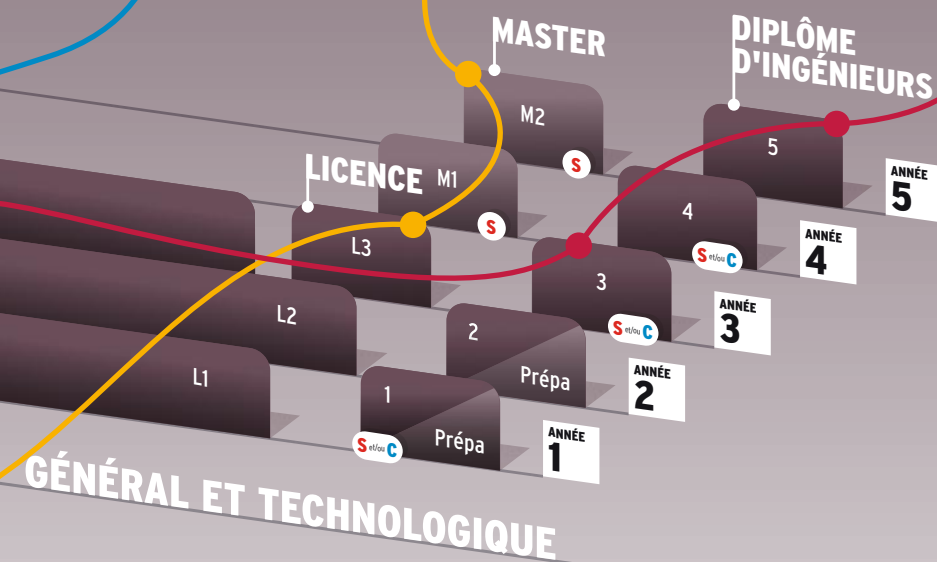 MASTER
DIPLÔME
D'INGÉNIEURS
M2
S
5
ANNÉE
5
LICENCE
M1
S
4
S et/ou C
ANNÉE
4
L3
3
S et/ou C
ANNÉE
3
L2
2
Prépa
ANNÉE
2
L1
1
Prépa
S et/ou C
ANNÉE
1
GÉNÉRAL ET TECHNOLOGIQUE